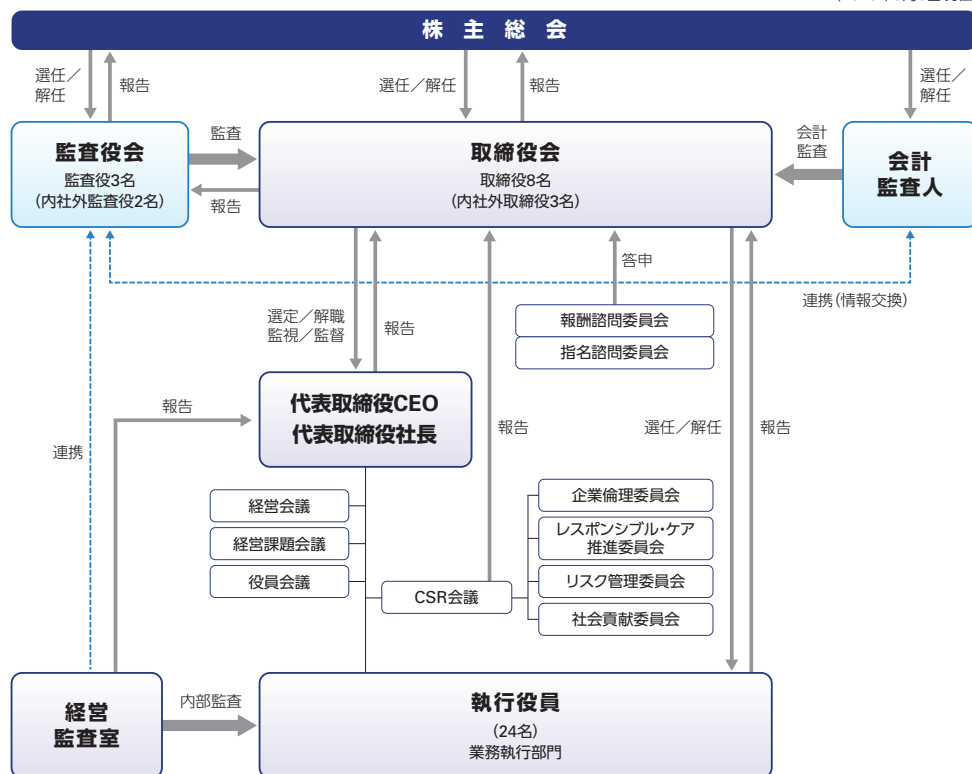 株主総会
選任／
解任
報告
選任／解任
報告
選任／
解任
監査役会
監査役3名
（内社外監査役2名）
監査
報告
取締役会
取締役8名
（内社外取締役3名）
会計
監査
会計
監査人
答申
連携（情報交換）
選定／解職
監視／監督
報告
報酬諮問委員会
指名諮問委員会
報告
代表取締役CEO
代表取締役社長
報告
選任／解任
報告
連携
経営会議
経営課題会議
役員会議
CSR会議
企業倫理委員会
レスポンシブル・ケア
推進委員会
リスク管理委員会
社会貢献委員会
経営
監査室
内部監査
執行役員
（24名）
業務執行部門